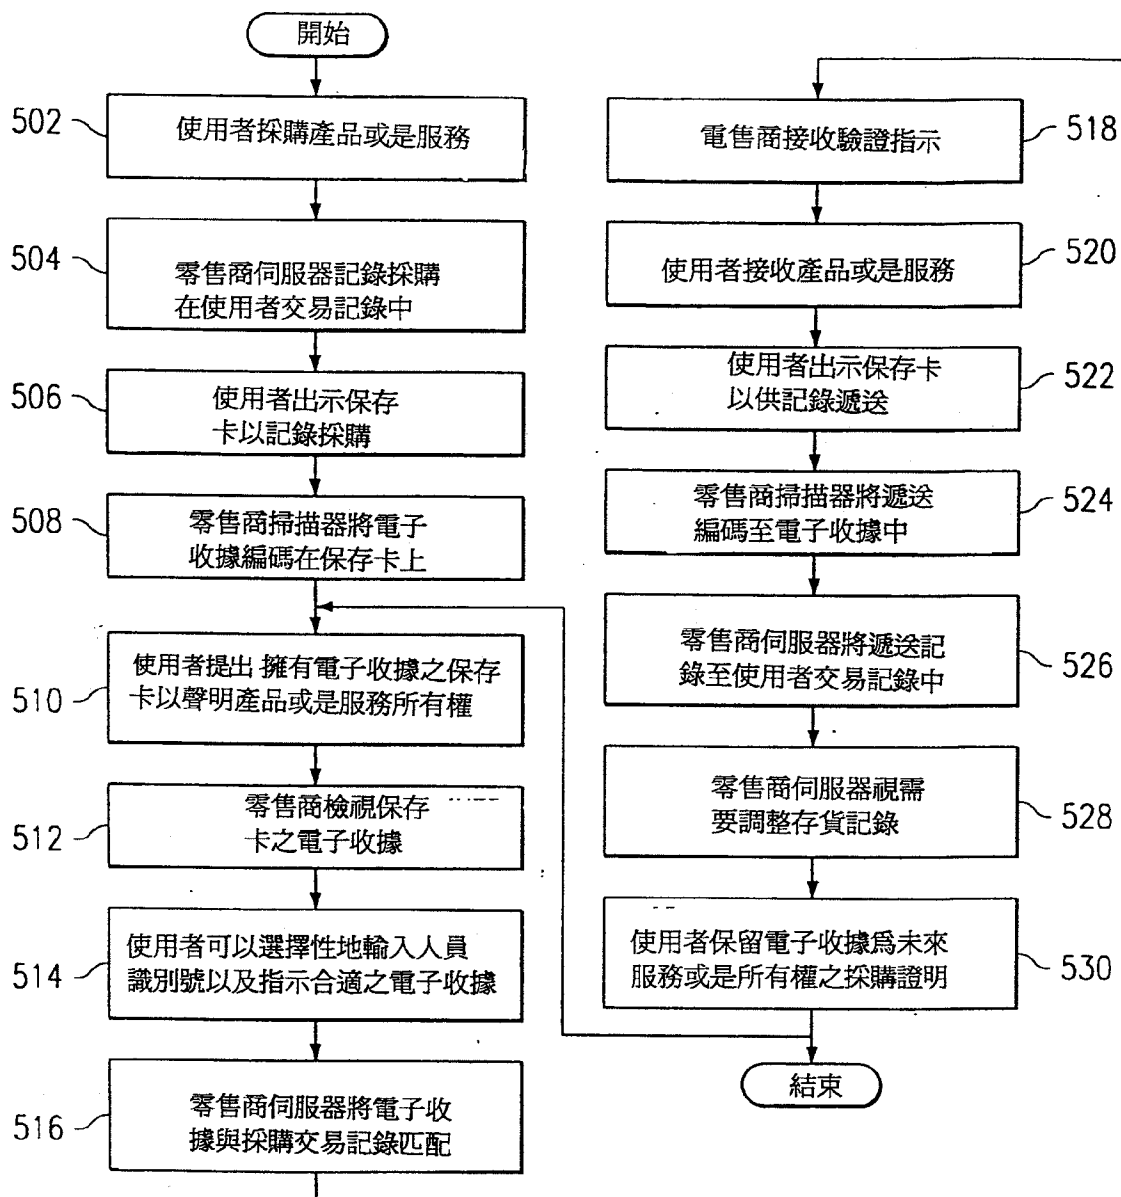 開始
502
使用者採購產品或是服務
504
零售商伺服器記錄採購
在使用者交易記錄中
506
使用者出示保存
卡以記錄採購
508
零售商掃描器將電子
收據編碼在保存卡上
510
使用者提出 擁有電子收據之保存
卡以聲明產品或是服務所有權
512
零售商檢視保存
卡之電子收據
514
使用者可以選擇性地輸入人員
識別號以及指示合適之電子收據
516
零售商伺服器將電子收
據與採購交易記錄匹配
電售商接收驗證指示
518
使用者接收產品或是服務
520
使用者出示保存卡
以供記錄遞送
522
零售商掃描器將遞送
編碼至電子收據中
524
零售商伺服器將遞送記
錄至使用者交易記錄中
526
零售商伺服器視需
要調整存貨記錄
528
使用者保留電子收據爲未來
服務或是所有權之採購證明
530
結束